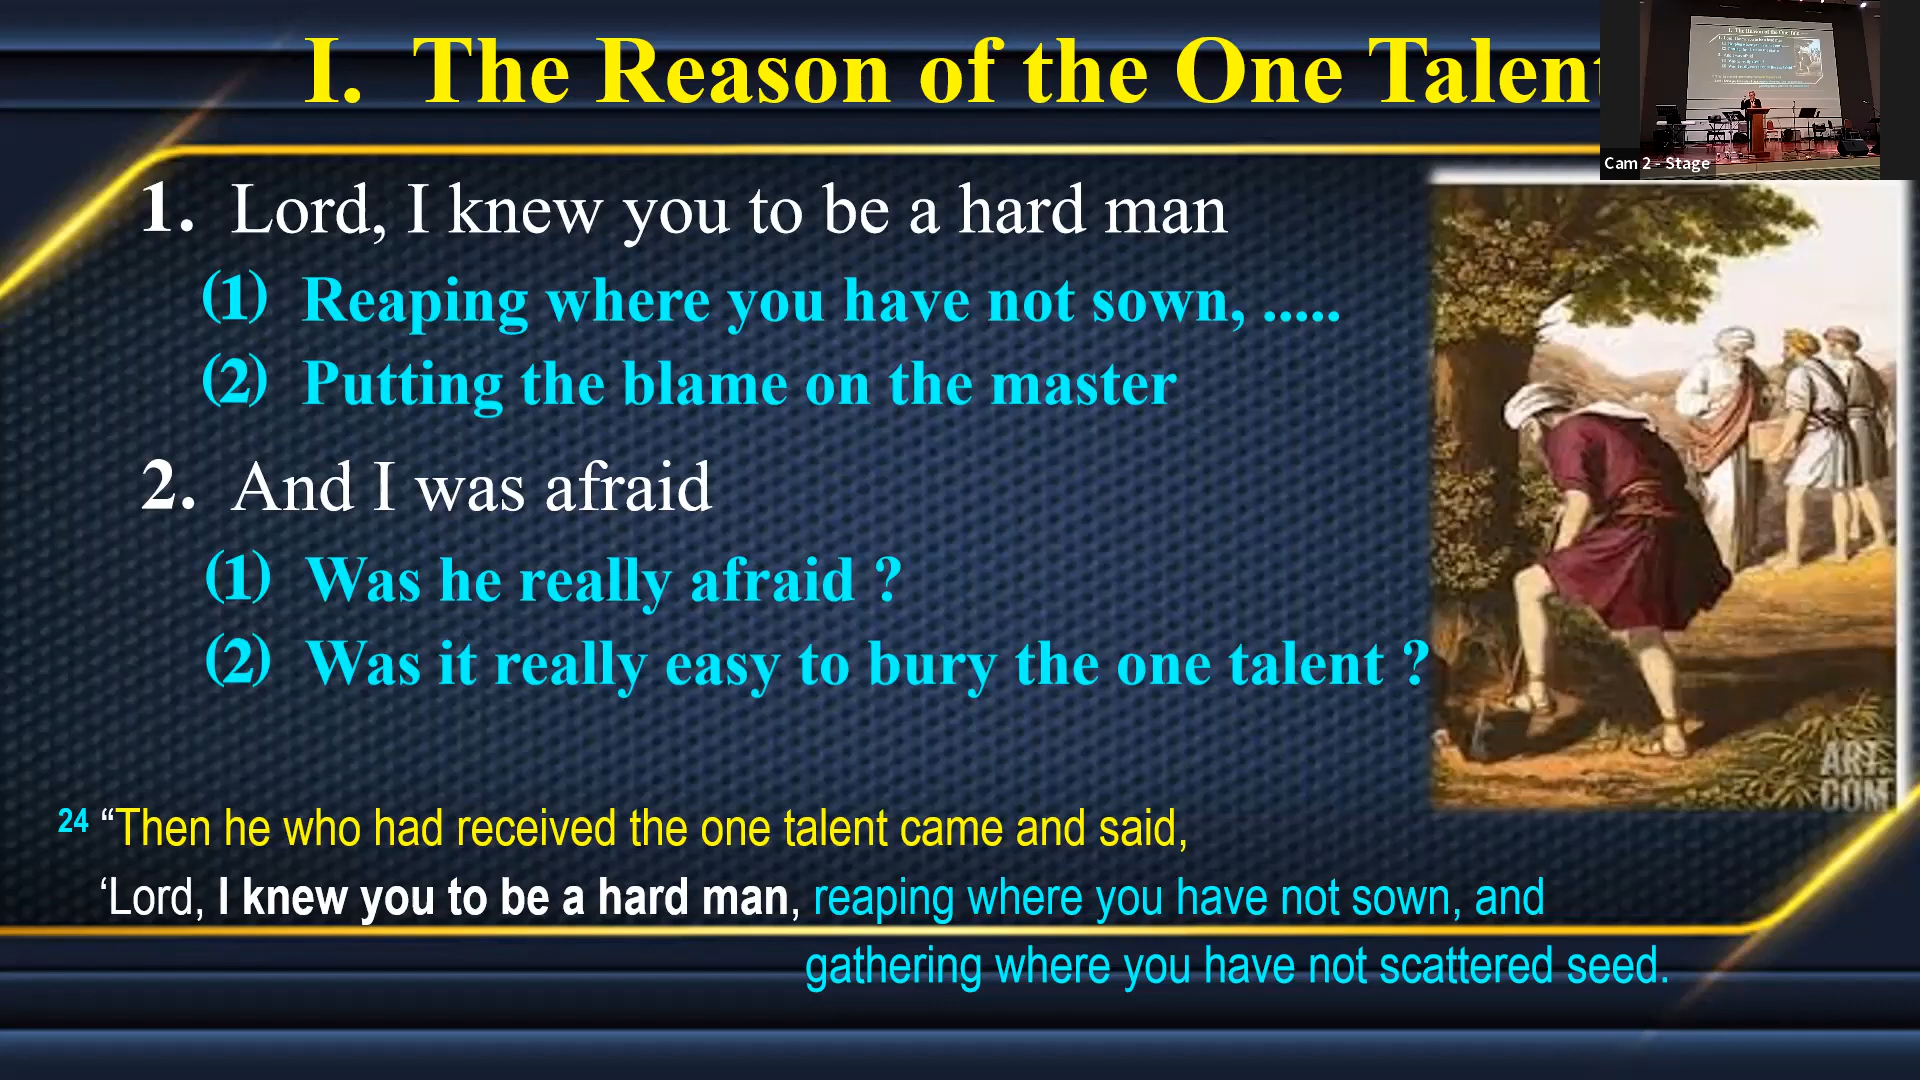 I. The Reason of the One Talent
Cam 2 - Stage
1. Lord, I knew you to be a hard man
(1) Reaping where you have not sown, .....
(2) Putting the blame on the master
2. And I was afraid
(1) Was he really afraid ?
(2) Was it really easy to bury the one talent ?
ART.
COM
24 “Then he who had received the one talent came and said,
‘Lord, I knew you to be a hard man, reaping where you have not sown, and
gathering where you have not scattered seed.